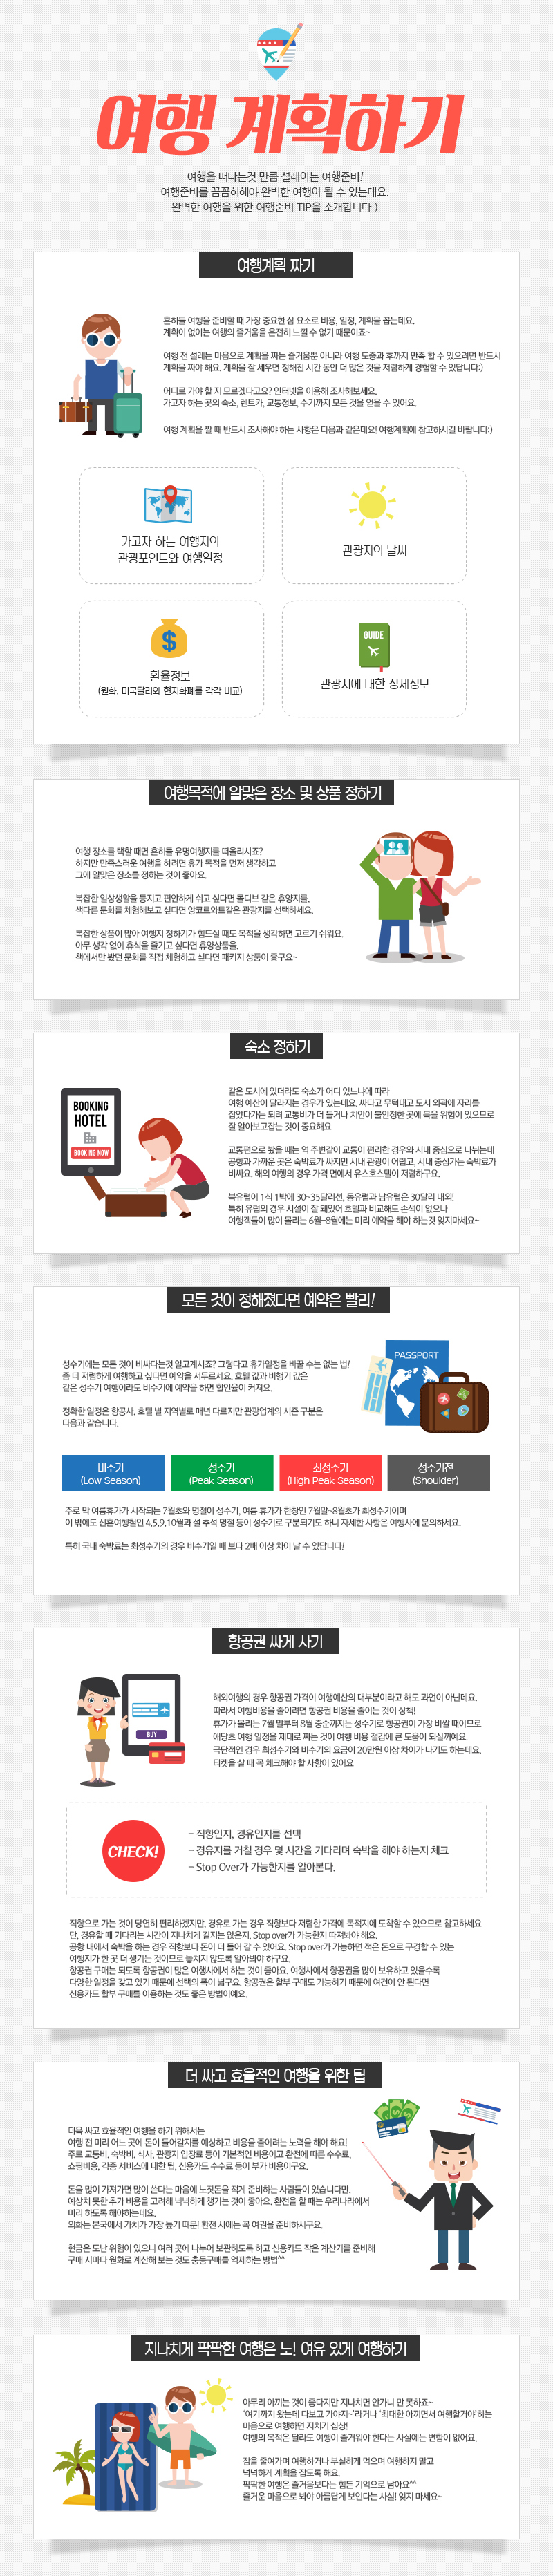 여행 계획하기
여행을 떠나는것 만큼 설레이는 여행준비!
여행준비를 꼼꼼히해야 완벽한 여행이 될 수 있는데요.
완벽한 여행을 위한 여행준비 TIP을 소개합니다:)
여행계획 짜기
흔히들 여행을 준비할 때 가장 중요한 삼 요소로 비용, 일정, 계획을 꼽는데요.
계획이 없이는 여행의 즐거움을 온전히 느낄 수 없기 때문이죠~
여행 전 설레는 마음으로 계획을 짜는 즐거움뿐 아니라 여행 도중과 후까지 만족 할 수 있으려면 반드시
계획을 짜야 해요. 계획을 잘 세우면 정해진 시간 동안 더 많은 것을 저렴하게 경험할 수 있답니다:)
어디로 가야 할 지 모르겠다고요? 인터넷을 이용해 조사해보세요.
가고자 하는 곳의 숙소, 렌트카, 교통정보, 수기까지 모든 것을 얻을 수 있어요.
여행 계획을 짤 때 반드시 조사해야 하는 사항은 다음과 같은데요! 여행계획에 참고하시길 바랍니다:)
가고자 하는 여행지의
관광포인트와 여행일정
관광지의 날씨
$
환율정보
(원화, 미국달러와 현지화폐를 각각 비교)
GUIDE
관광지에 대한 상세정보
여행목적에 알맞은 장소 및 상품 정하기
여행 장소를 택할 때면 흔히들 유명여행지를 떠올리시죠?
하지만 만족스러운 여행을 하려면 휴가 목적을 먼저 생각하고
그에 알맞은 장소를 정하는 것이 좋아요.
복잡한 일상생활을 등지고 편안하게 쉬고 싶다면 몰디브 같은 휴양지를,
색다른 문화를 체험해보고 싶다면 앙코르와트같은 관광지를 선택하세요.
복잡한 상품이 많아 여행지 정하기가 힘드실 때도 목적을 생각하면 고르기 쉬워요.
아무 생각 없이 휴식을 즐기고 싶다면 휴양상품을,
책에서만 봤던 문화를 직접 체험하고 싶다면 패키지 상품이 좋구요~
숙소 정하기
BOOKING
HOTEL
BOOKING NOW
같은 도시에 있더라도 숙소가 어디 있느냐에 따라
여행 예산이 달라지는 경우가 있는데요. 싸다고 무턱대고 도시 외곽에 자리를
잡았다가는 되려 교통비가 더 들거나 치안이 불안정한 곳에 묵을 위험이 있으므로
잘 알아보고잡는 것이 중요해요
교통편으로 봤을 때는 역 주변같이 교통이 편리한 경우와 시내 중심으로 나뉘는데
공항과 가까운 곳은 숙박료가 싸지만 시내 관광이 어렵고, 시내 중심가는 숙박료가
비싸요. 해외 여행의 경우 가격 면에서 유스호스텔이 저렴하구요.
북유럽이 1식 1박에 30~35달러선, 동유럽과 남유럽은 30달러 내외!
특히 유럽의 경우 시설이 잘 돼있어 호텔과 비교해도 손색이 없으나
여행객들이 많이 몰리는 6월~8월에는 미리 예약을 해야 하는것 잊지마세요~
모든 것이 정해졌다면 예약은 빨리!
성수기에는 모든 것이 비싸다는것 알고계시죠? 그렇다고 휴가일정을 바꿀 수는 없는 법!
좀 더 저렴하게 여행하고 싶다면 예약을 서두르세요. 호텔 값과 비행기 값은
같은 성수기 여행이라도 비수기에 예약을 하면 할인율이 커져요.
정확한 일정은 항공사, 호텔 별 지역별로 매년 다르지만 관광업계의 시즌 구분은
다음과 같습니다.
PASSPORT
비수기
(Low Season)
성수기
(Peak Season)
최성수기
(High Peak Season)
성수기전
(Shoulder)
주로 막 여름휴가가 시작되는 7월초와 명절이 성수기, 여름 휴가가 한창인 7월말~8월초가 최성수기이며
이 밖에도 신혼여행철인 4,5,9,10월과 설 추석 명절 등이 성수기로 구분되기도 하니 자세한 사항은 여행사에 문의하세요.
특히 국내 숙박료는 최성수기의 경우 비수기일 때 보다 2배 이상 차이 날 수 있답니다!
항공권 싸게 사기
BUY
해외여행의 경우 항공권 가격이 여행예산의 대부분이라고 해도 과언이 아닌데요.
따라서 여행비용을 줄이려면 항공권 비용을 줄이는 것이 상책!
휴가가 몰리는 7월 말부터 8월 중순까지는 성수기로 항공권이 가장 비쌀 때이므로
애당초 여행 일정을 제대로 짜는 것이 여행 비용 절감에 큰 도움이 되실꺼예요.
극단적인 경우 최성수기와 비수기의 요금이 20만원 이상 차이가 나기도 하는데요.
티켓을 살 때 꼭 체크해야 할 사항이 있어요
CHECK!
- 직항인지, 경유인지를 선택
- 경유지를 거칠 경우 몇 시간을 기다리며 숙박을 해야 하는지 체크
- Stop Over가 가능한지를 알아본다.
직항으로 가는 것이 당연히 편리하겠지만, 경유로 가는 경우 직항보다 저렴한 가격에 목적지에 도착할 수 있으므로 참고하세요
단, 경유할 때 기다리는 시간이 지나치게 길지는 않은지, Stop over가 가능한지 따져봐야 해요.
공항 내에서 숙박을 하는 경우 직항보다 돈이 더 들어 갈 수 있어요. Stop over가 가능하면 적은 돈으로 구경할 수 있는
여행지가 한 곳 더 생기는 것이므로 놓치지 않도록 알아봐야 하구요.
항공권 구매는 되도록 항공권이 많은 여행사에서 하는 것이 좋아요. 여행사에서 항공권을 많이 보유하고 있을수록
다양한 일정을 갖고 있기 때문에 선택의 폭이 넓구요. 항공권은 할부 구매도 가능하기 때문에 여건이 안 된다면
신용카드 할부 구매를 이용하는 것도 좋은 방법이예요.
더 싸고 효율적인 여행을 위한 팁
더욱 싸고 효율적인 여행을 하기 위해서는
여행 전 미리 어느 곳에 돈이 들어갈지를 예상하고 비용을 줄이려는 노력을 해야 해요!
주로 교통비, 숙박비, 식사, 관광지 입장료 등이 기본적인 비용이고 환전에 따른 수수료,
쇼핑비용, 각종 서비스에 대한 팁, 신용카드 수수료 등이 부가 비용이구요.
돈을 많이 가져가면 많이 쓴다는 마음에 노잣돈을 적게 준비하는 사람들이 있습니다만,
예상치 못한 추가 비용을 고려해 넉넉하게 챙기는 것이 좋아요. 환전을 할 때는 우리나라에서
미리 하도록 해야하는데요.
외화는 본국에서 가치가 가장 높기 때문! 환전 시에는 꼭 여권을 준비하시구요.
현금은 도난 위험이 있으니 여러 곳에 나누어 보관하도록 하고 신용카드 작은 계산기를 준비해
구매 시마다 원화로 계산해 보는 것도 충동구매를 억제하는 방법^^
지나치게 팍팍한 여행은 노! 여유 있게 여행하기
아무리 아끼는 것이 좋다지만 지나치면 안가니 만 못하죠~
'여기까지 왔는데 다보고 가야지~'라거나 '최대한 아끼면서 여행할거야'하는
마음으로 여행하면 지치기 십상!
여행의 목적은 달라도 여행이 즐거워야 한다는 사실에는 변함이 없어요.
잠을 줄여가며 여행하거나 부실하게 먹으며 여행하지 말고
넉넉하게 계획을 잡도록 해요.
팍팍한 여행은 즐거움보다는 힘든 기억으로 남아요^^
즐거운 마음으로 봐야 아름답게 보인다는 사실! 잊지 마세요~